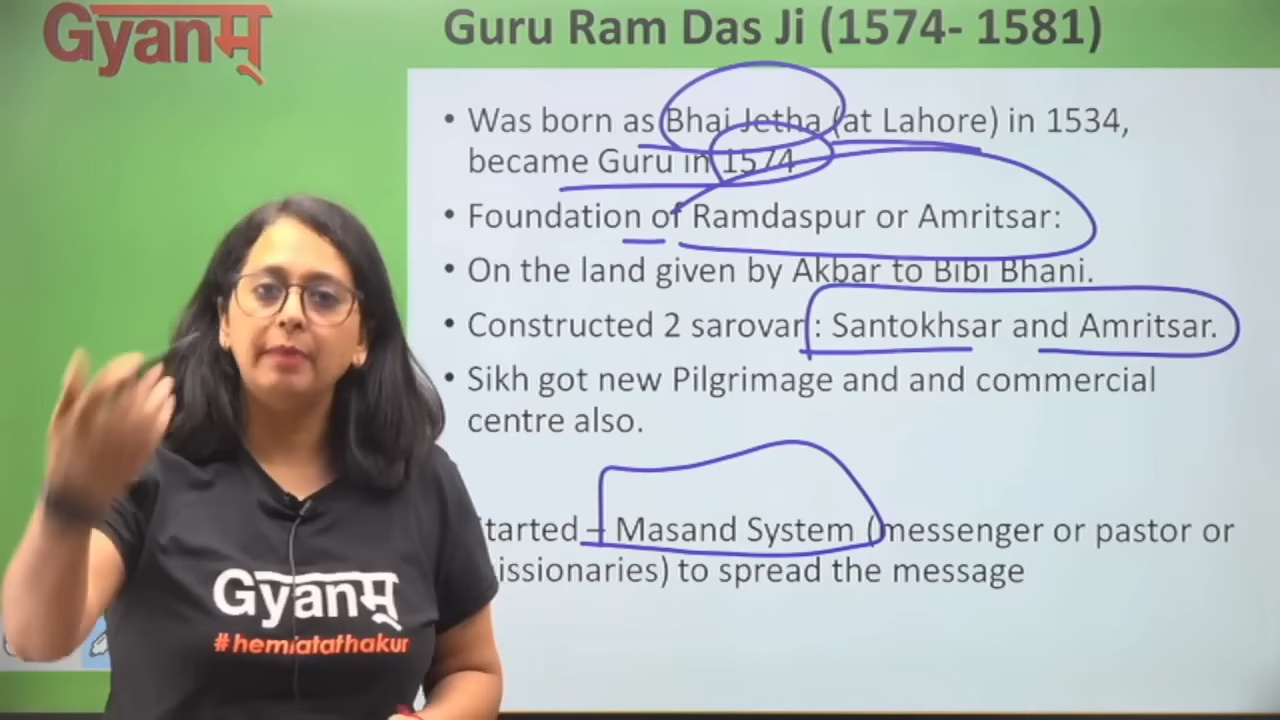 Gyanम्
Guru Ram Das Ji (1574- 1581)
• Was born as Bhai Jetha (at Lahore) in 1534,
became Guru in 1574
• Foundation of Ramdaspur or Amritsar:
• On the land given by Akbar to Bibi Bhani.
• Constructed 2 sarovar : Santokhsar and Amritsar.
• Sikh got new Pilgrimage and and commercial
centre also.
tarted – Masand System (messenger or pastor or
issionaries) to spread the message
Gyanम्
#hemlatathakur